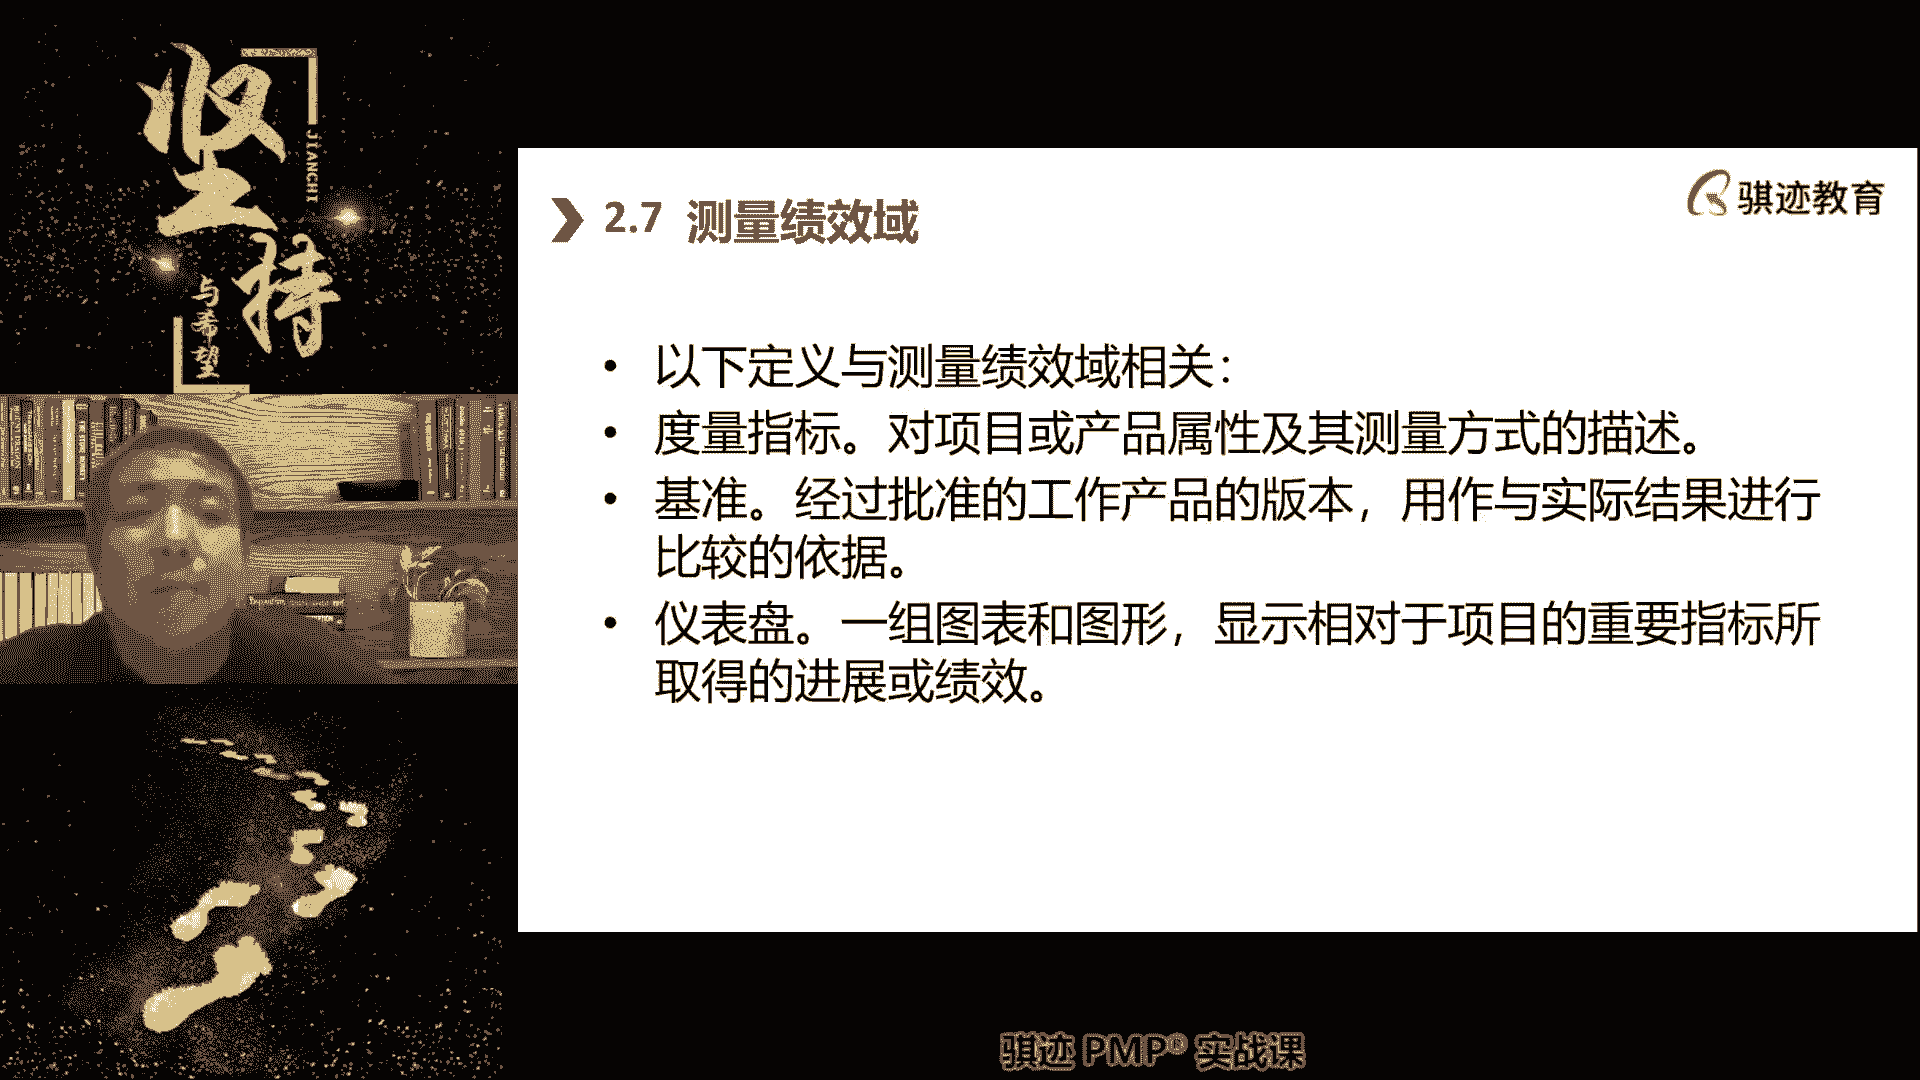 坚持
JIANCHI
与希望
骐迹教育
2.7 测量绩效域
• 以下定义与测量绩效域相关：
• 度量指标。对项目或产品属性及其测量方式的描述。
• 基准。经过批准的工作产品的版本，用作与实际结果进行
比较的依据。
• 仪表盘。一组图表和图形，显示相对于项目的重要指标所
取得的进展或绩效。
骐迹 PMP® 实战课